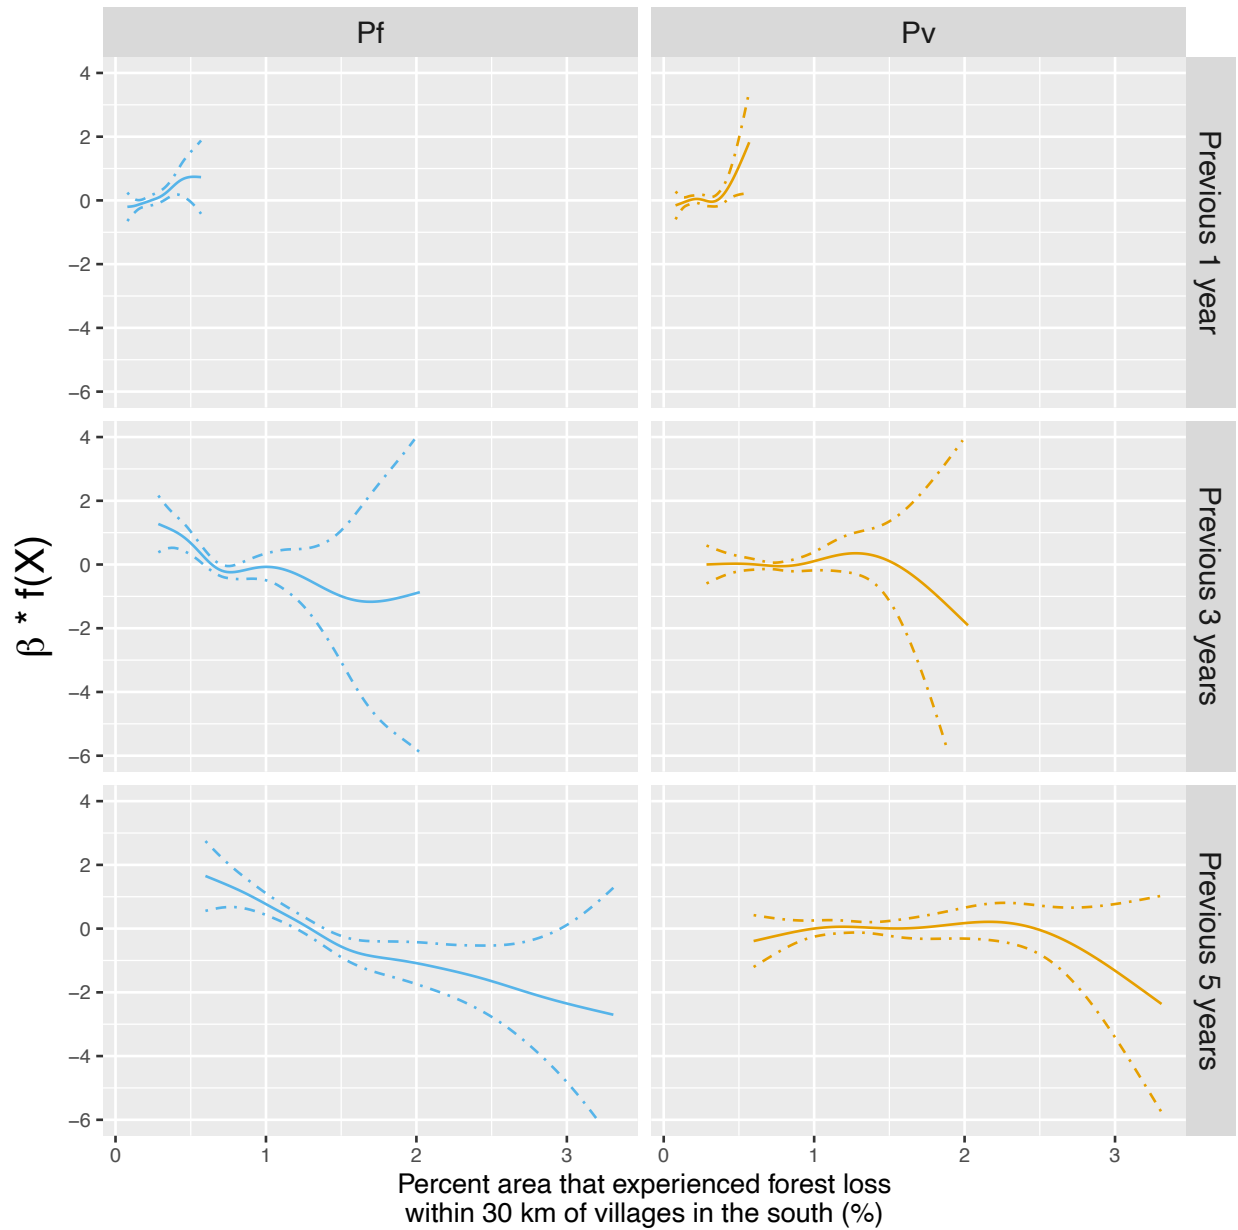 Pf
Pv
4
2
0
−2
−4
−6
Previous 1 year
4
2
0
−2
−4
−6
Previous 3 years
4
2
0
−2
−4
−6
Previous 5 years
β * f(X)
0 1 2 3
0 1 2 3
Percent area that experienced forest loss
within 30 km of villages in the south (%)